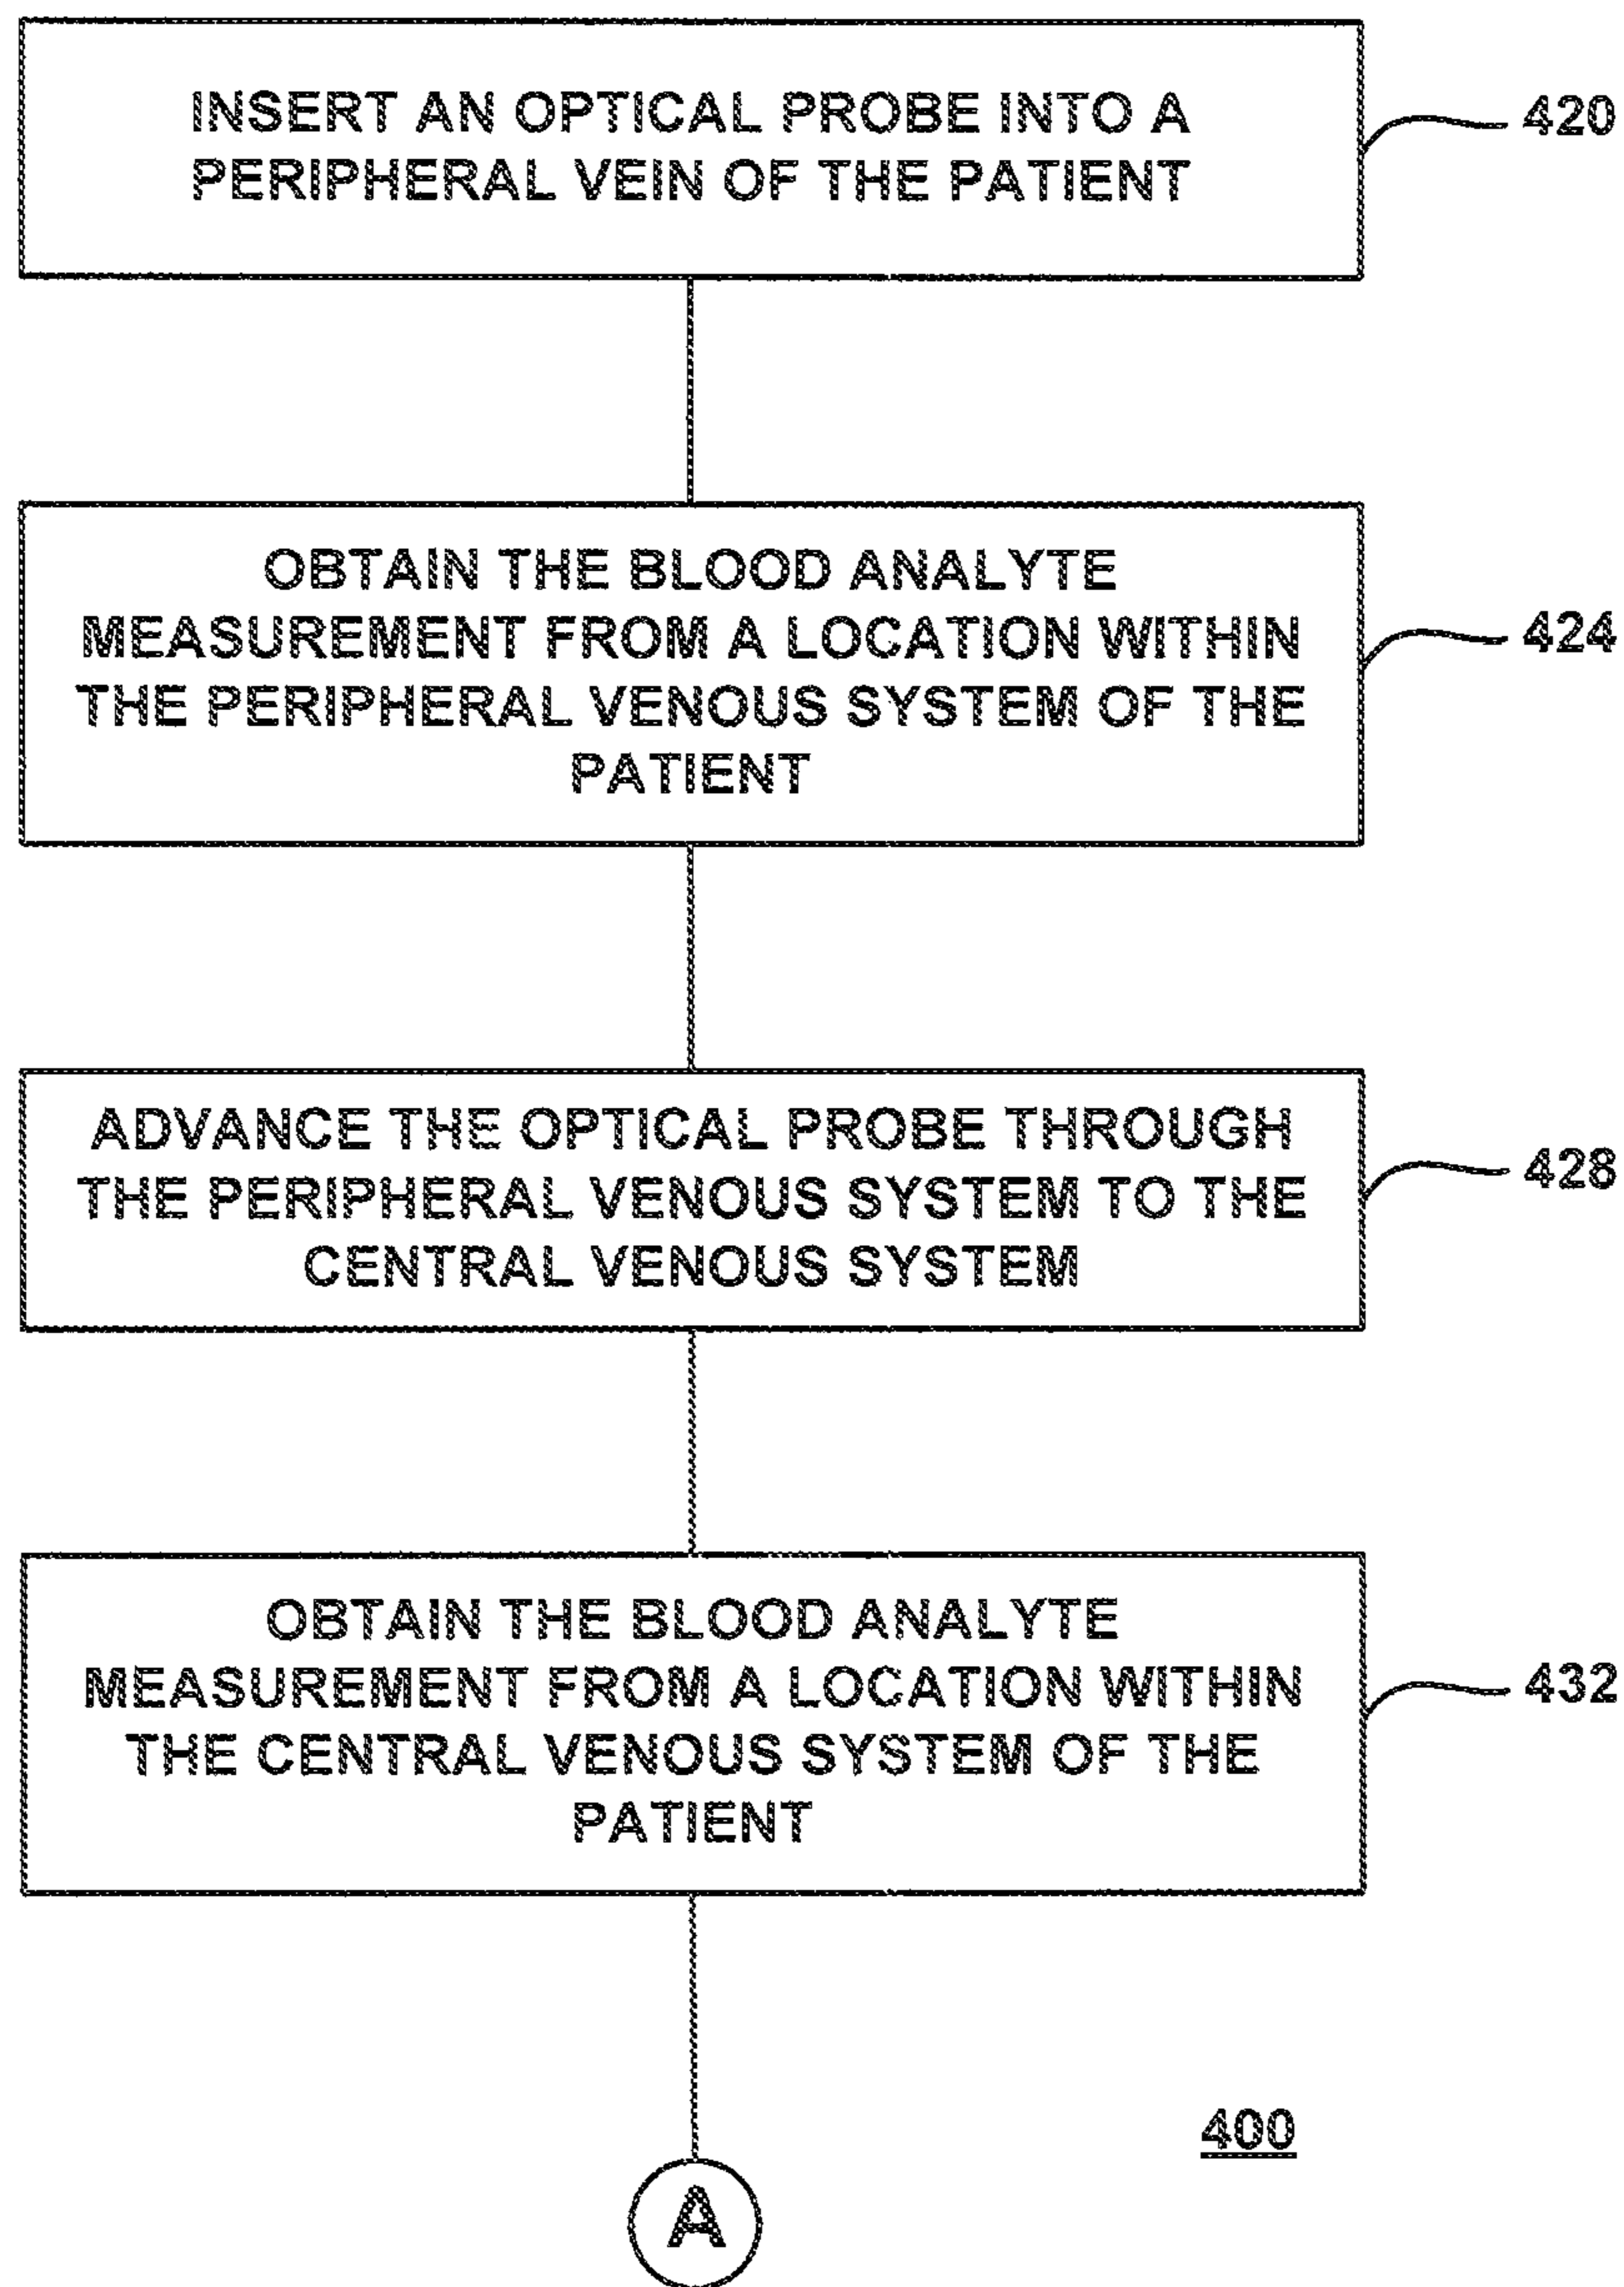 INSERT AN OPTICAL PROBE INTO A
PERIPHERAL VEIN OF THE PATIENT
420
OBTAIN THE BLOOD ANALYTE
MEASUREMENT FROM A LOCATION WITHIN
THE PERIPHERAL VENOUS SYSTEM OF THE
PATIENT
424
ADVANCE THE OPTICAL PROBE THROUGH
THE PERIPHERAL VENOUS SYSTEM TO THE
CENTRAL VENOUS SYSTEM
428
OBTAIN THE BLOOD ANALYTE
MEASUREMENT FROM A LOCATION WITHIN
THE CENTRAL VENOUS SYSTEM OF THE
PATIENT
432
400
A